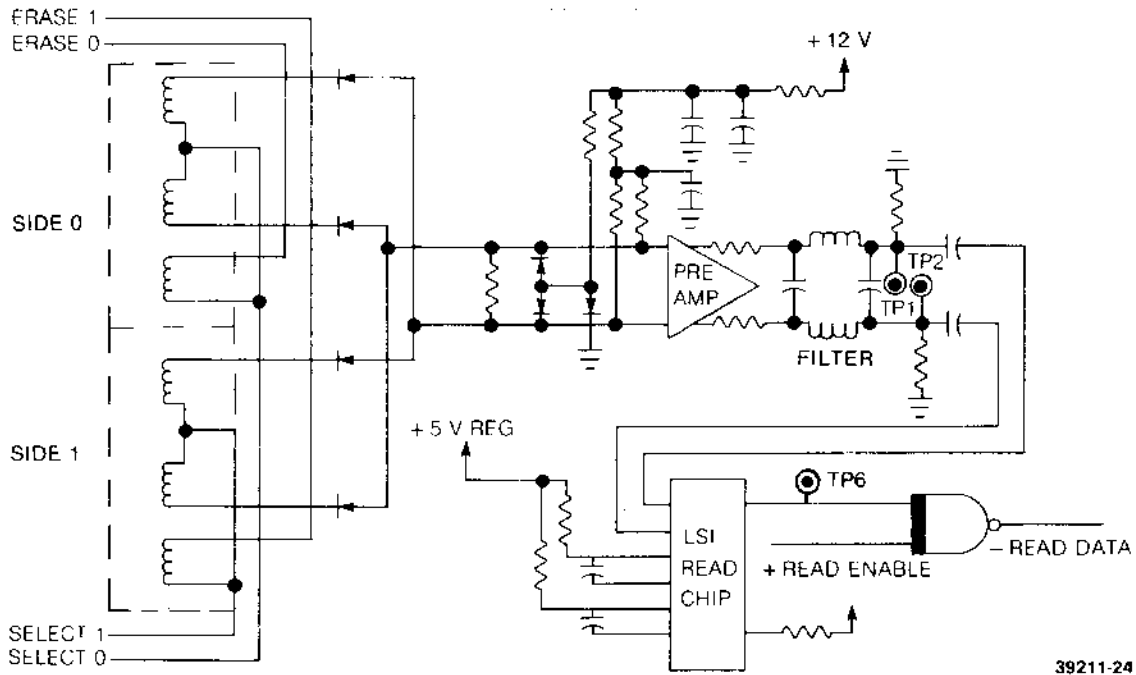 ERASE 1
ERASE 0
+ 12 V
SIDE 0
PRE
AMP
TP2
TP1
FILTER
SIDE 1
+ 5 V REG
TP6
LSI
READ
CHIP
+ READ ENABLE
– READ DATA
SELECT 1
SELECT 0
39211-24